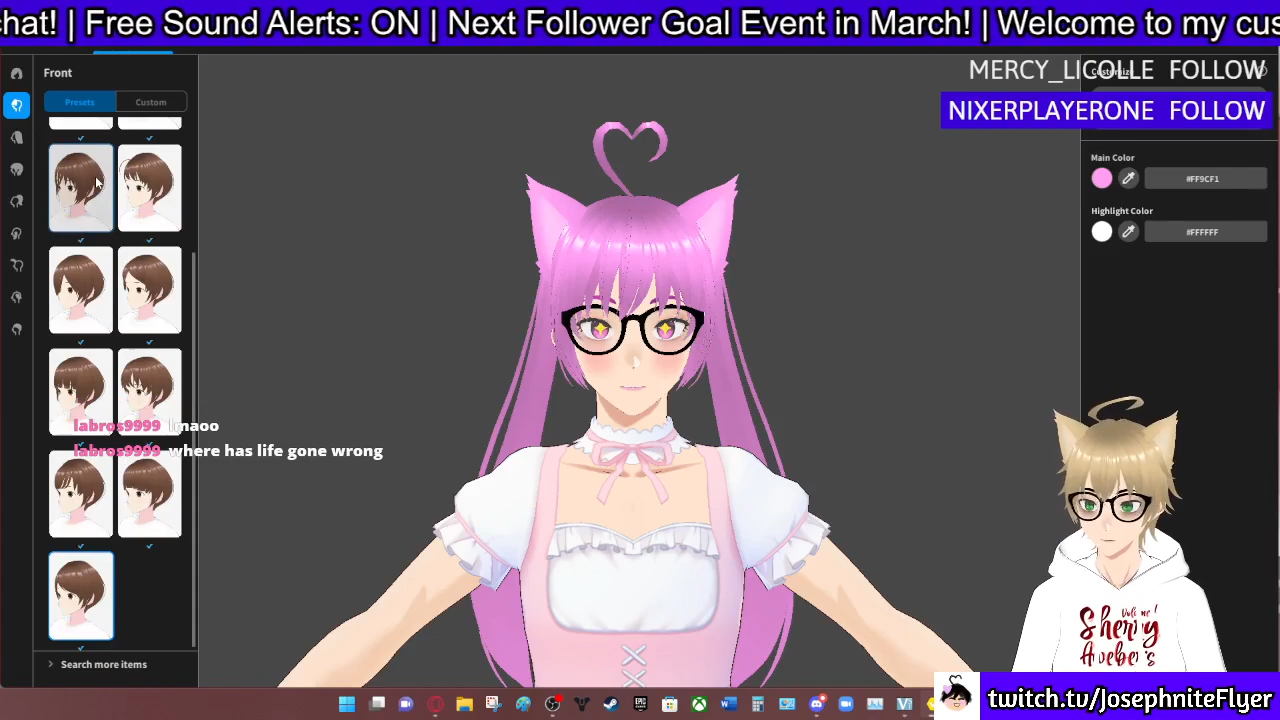 chat! | Free Sound Alerts: ON | Next Follower Goal Event in March! | Welcome to my cus
Front
Presets
Custom
MERCY_LICOLLE FOLLOW
NIXERPLAYERONE FOLLOW
Main Color
#FF9CF1
Highlight Color
#FFFFFF
labros9999 lmaoo
labros9999 where has life gone wrong
Search more items
Sherry
twitch.tv/JosephniteFlyer